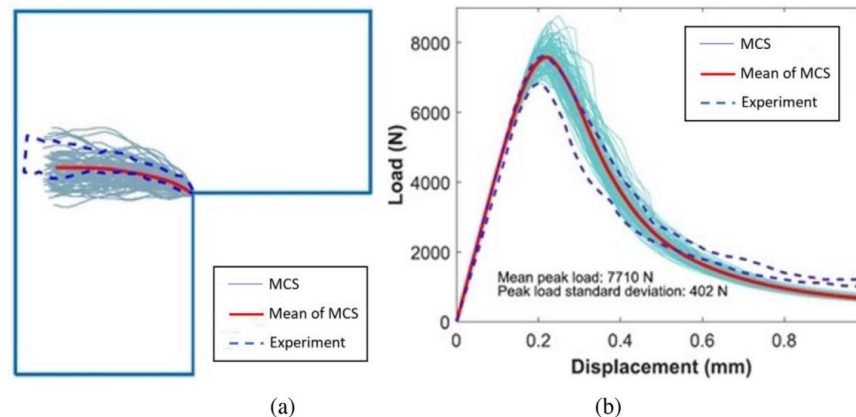 MCS
Mean of MCS
Experiment
(a)
8000
6000
4000
2000
0
Load (N)
MCS
Mean of MCS
Experiment
Mean peak load: 7710 N
Peak load standard deviation: 402 N
0
0.2
0.4
0.6
0.8
Displacement (mm)
(b)